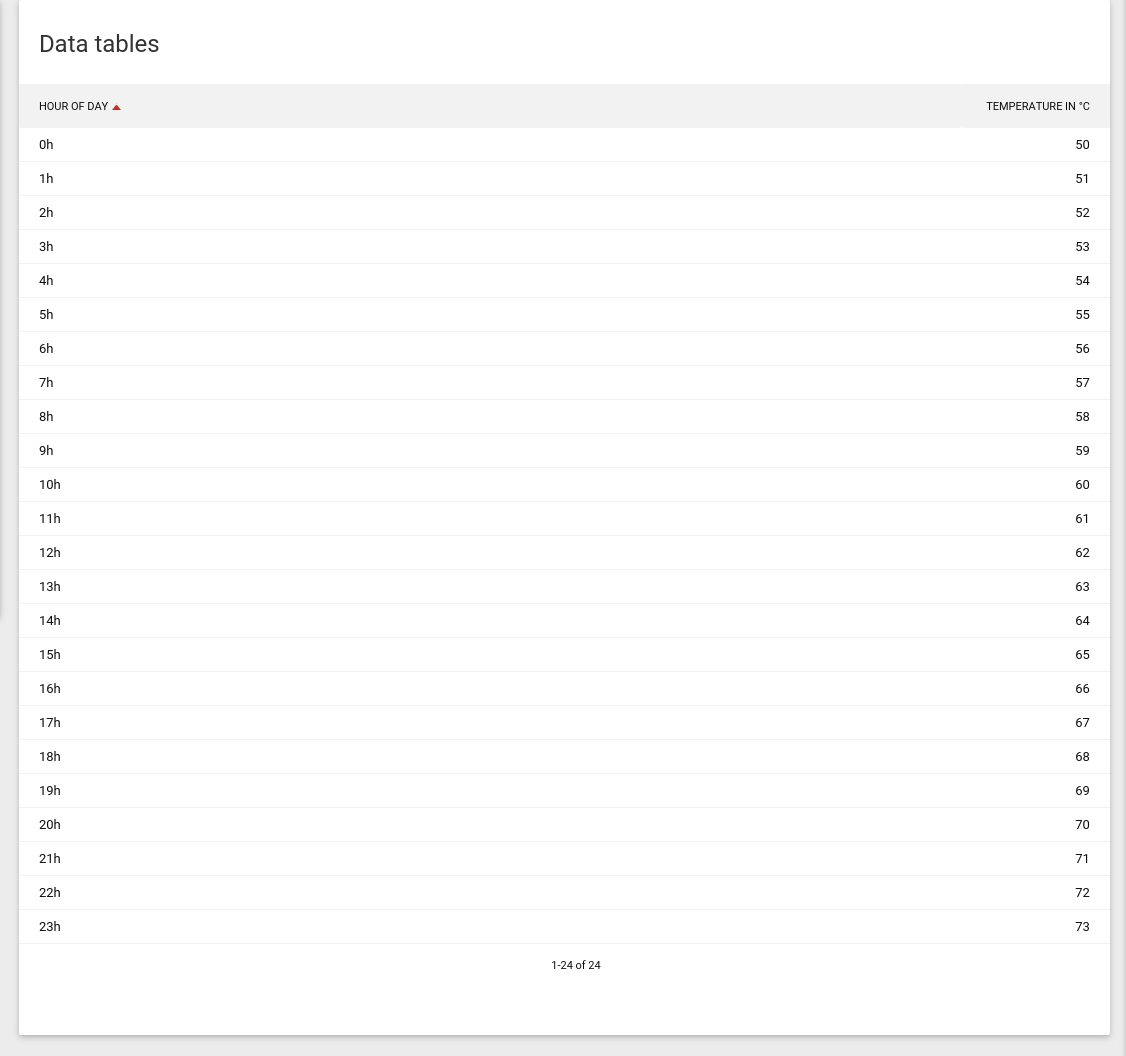 Data tables
HOUR OF DAY TEMPERATURE IN °C
0h 50
1h 51
2h 52
3h 53
4h 54
5h 55
6h 56
7h 57
8h 58
9h 59
10h 60
11h 61
12h 62
13h 63
14h 64
15h 65
16h 66
17h 67
18h 68
19h 69
20h 70
21h 71
22h 72
23h 73
1-24 of 24